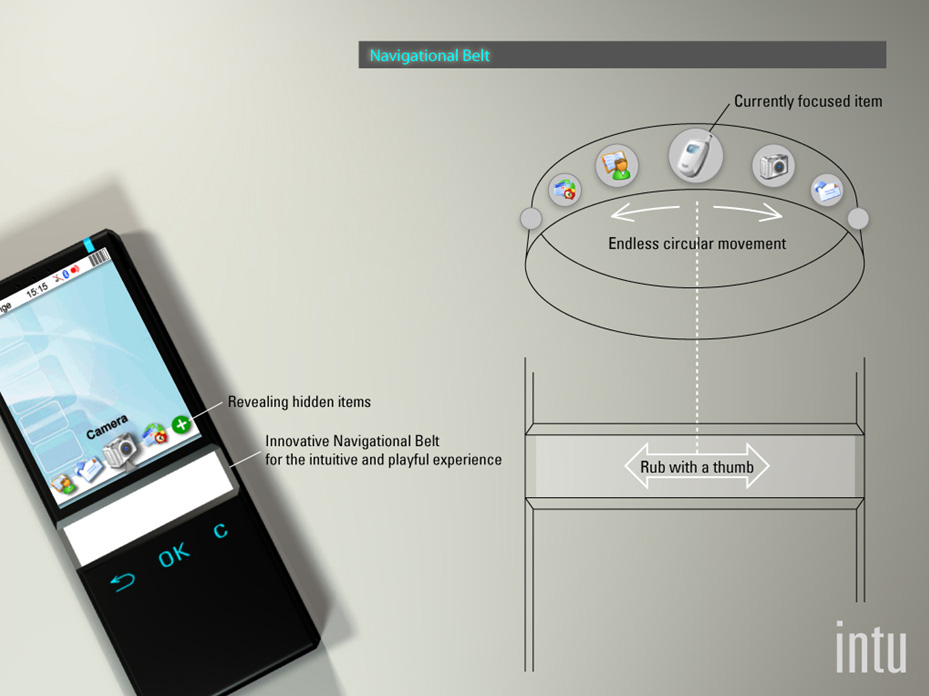 Navigational Belt
Currently focused item
Endless circular movement
nge 15:15
Revealing hidden items
Camera
Innovative Navigational Belt
for the intuitive and playful experience
Rub with a thumb
OK C
intu